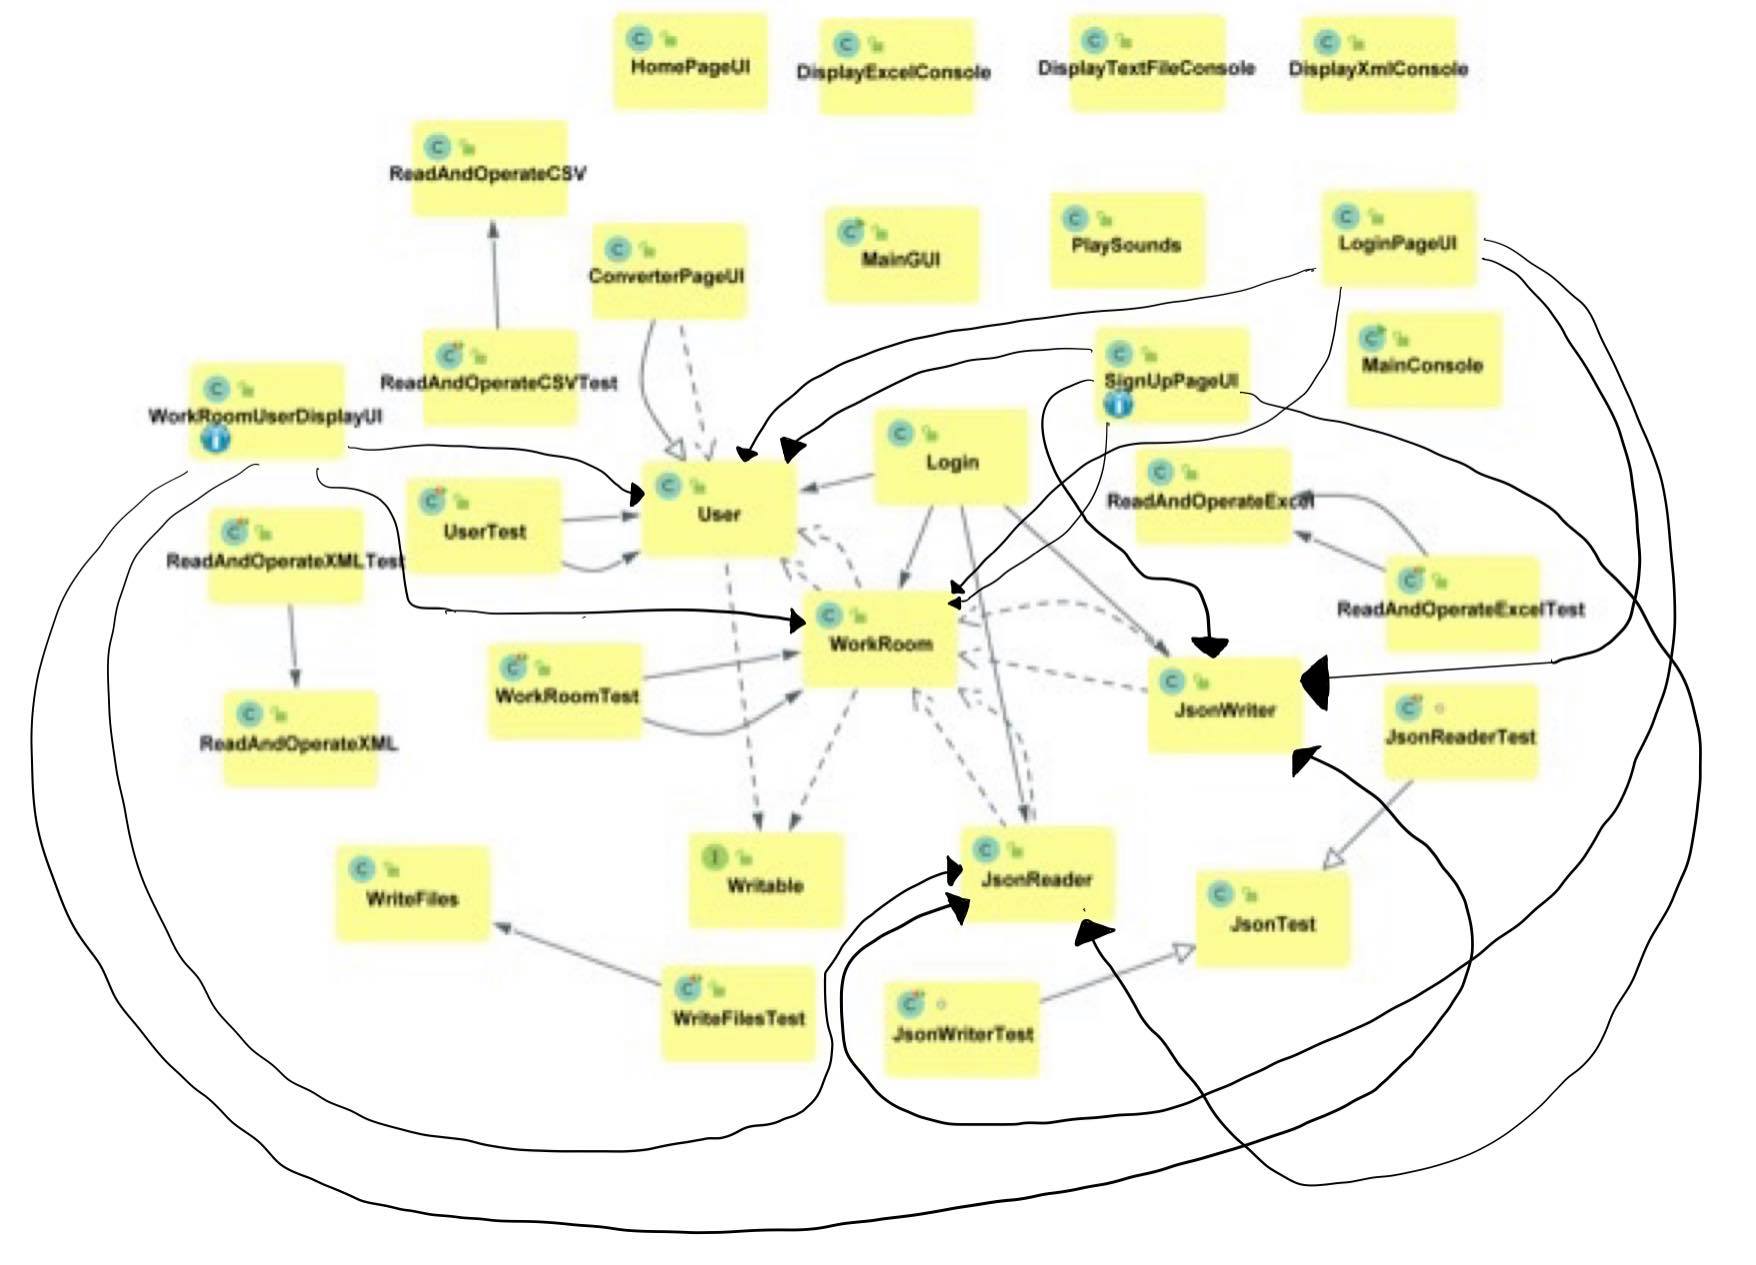 HomePageUI
DisplayExcelConsole
DisplayTextFileConsole
DisplayXmlConsole
ReadAndOperateCSV
ConverterPageUI
MainGUI
PlaySounds
LoginPageUI
ReadAndOperateCSVTest
SignUpPageUI
MainConsole
WorkRoomUserDisplayUI
Login
User
UserTest
ReadAndOperateExcel
ReadAndOperateXMLTest
ReadAndOperateExcelTest
WorkRoom
WorkRoomTest
JsonWriter
JsonReaderTest
ReadAndOperateXML
WriteFiles
Writable
JsonReader
JsonTest
WriteFilesTest
JsonWriterTest